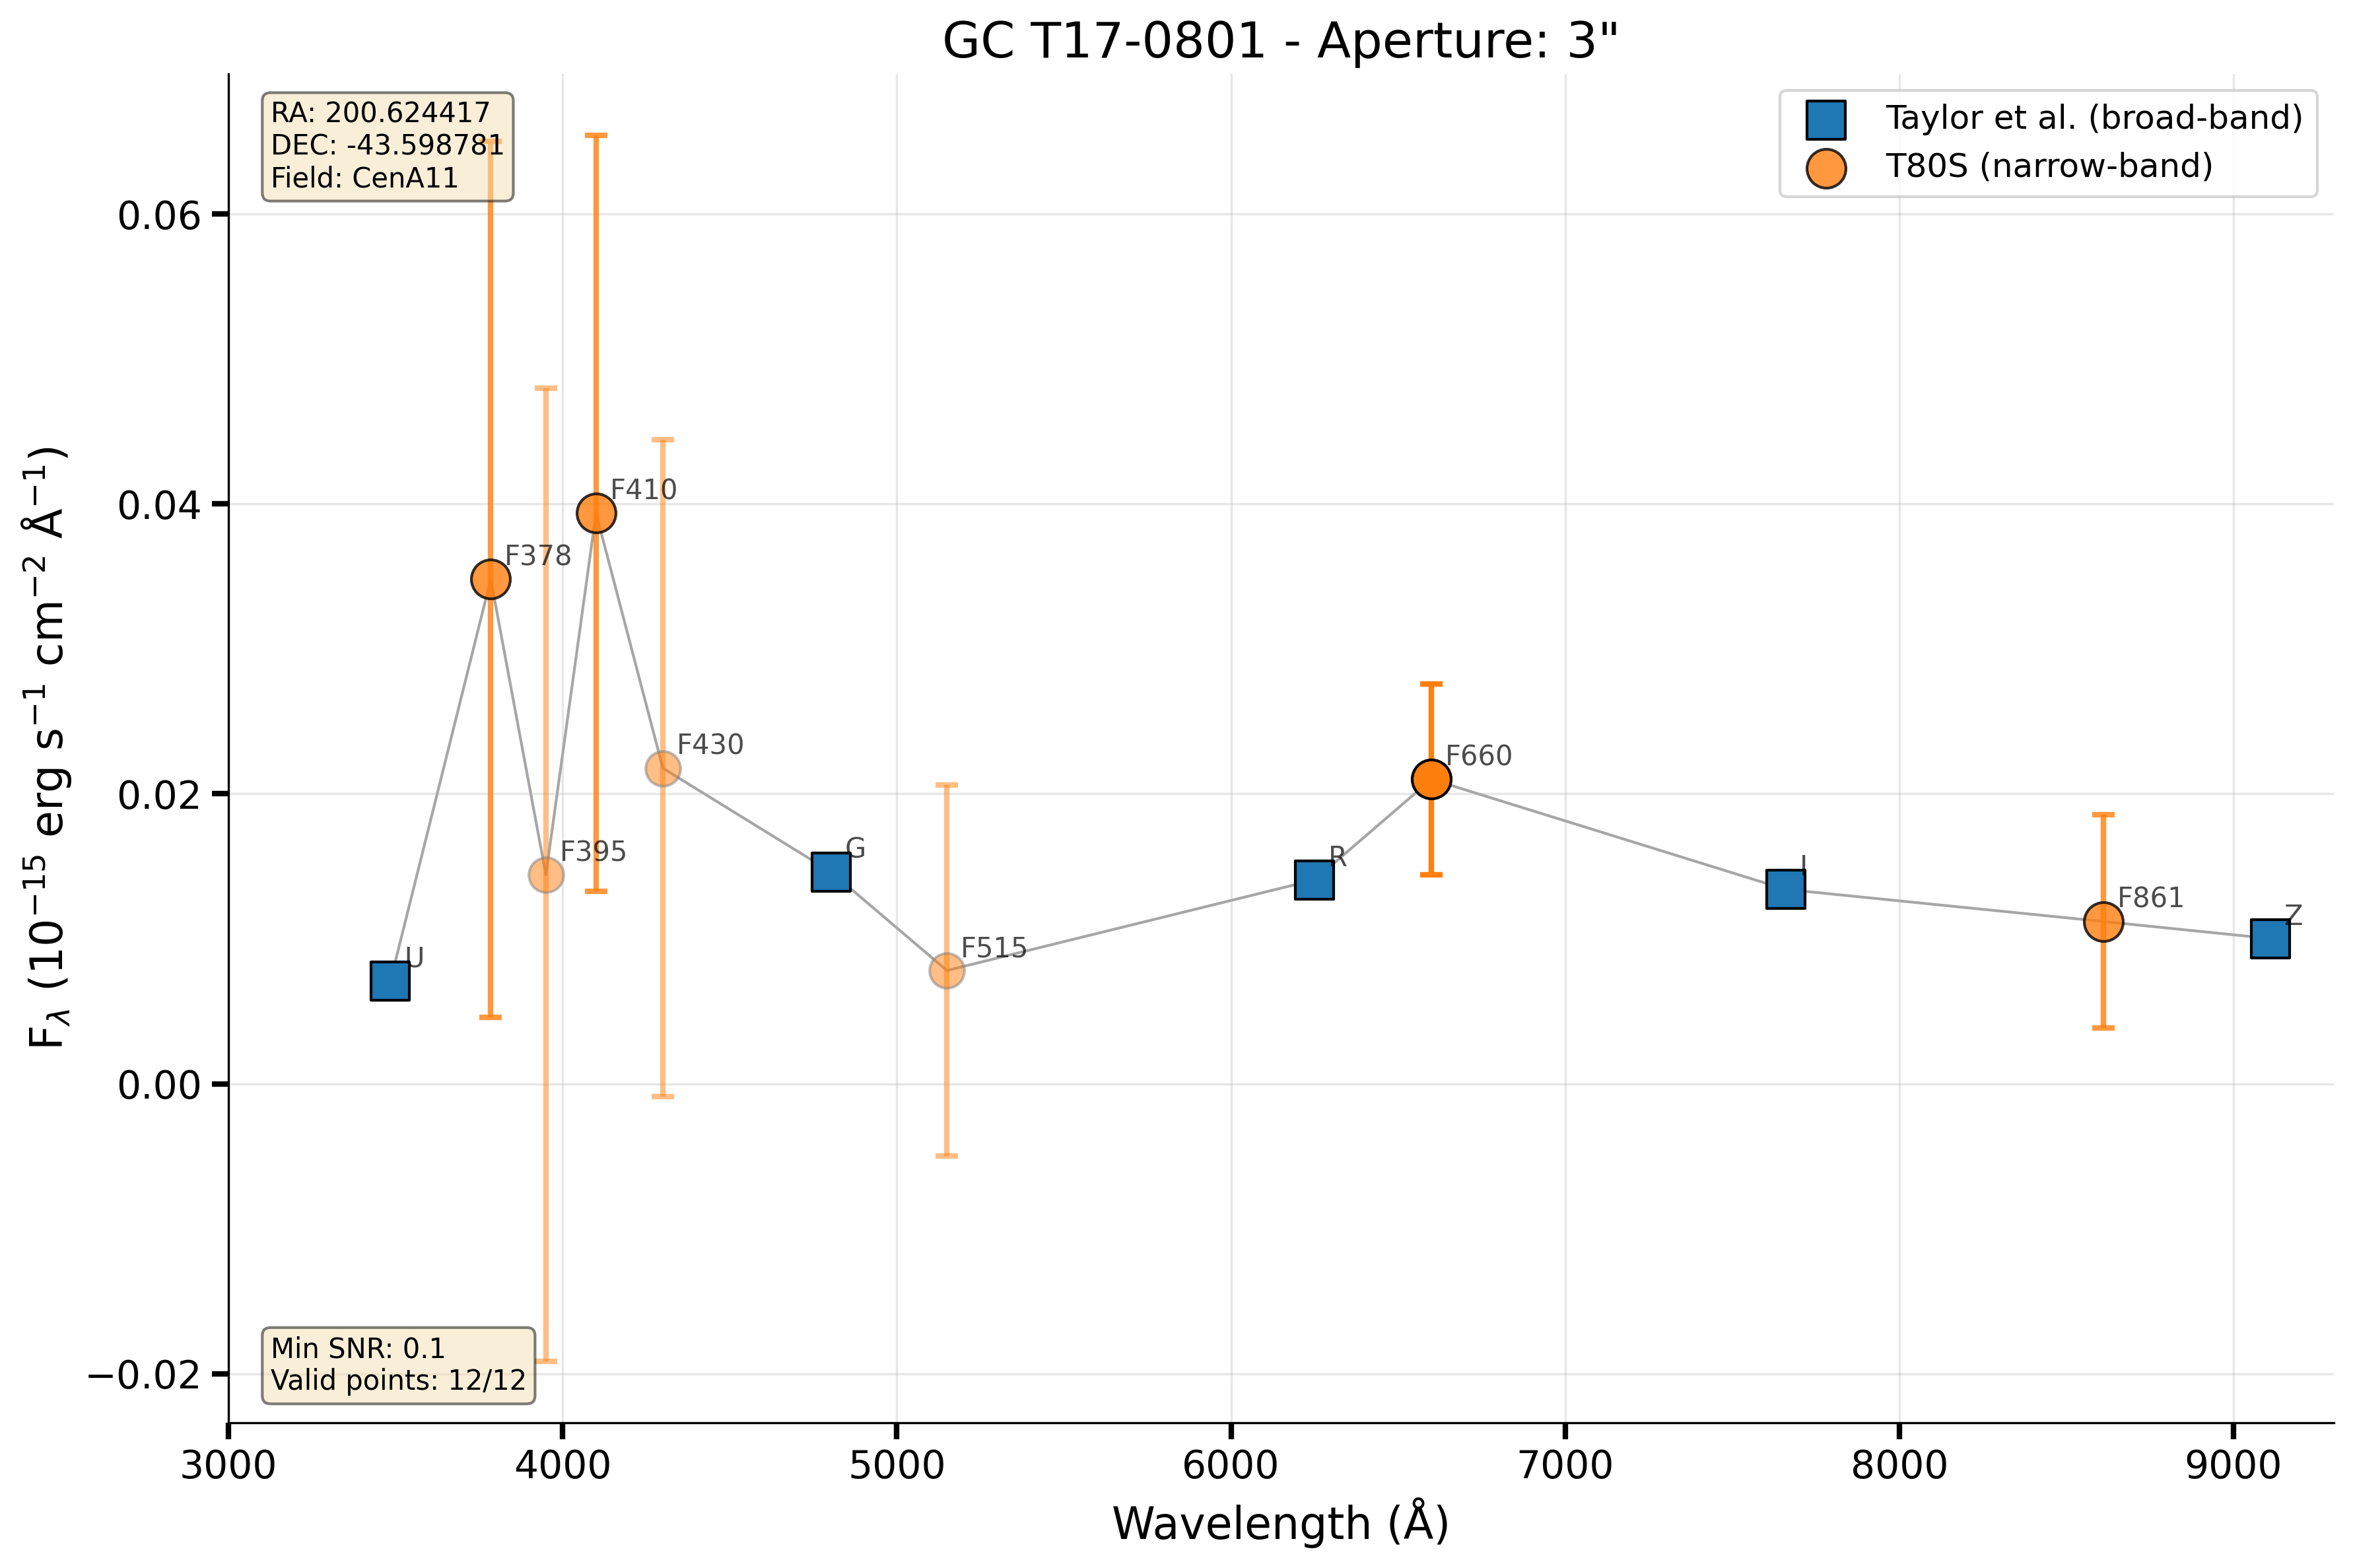 GC T17-0801 - Aperture: 3"
RA: 200.624417
DEC: -43.598781
Field: CenA11
Taylor et al. (broad-band)
T80S (narrow-band)
F_λ (10⁻¹⁵ erg s⁻¹ cm⁻² Å⁻¹)
0.06
0.04
0.02
0.00
−0.02
U
F378
F395
F410
F430
G
F515
R
F660
I
F861
Z
Min SNR: 0.1
Valid points: 12/12
3000 4000 5000 6000 7000 8000 9000
Wavelength (Å)